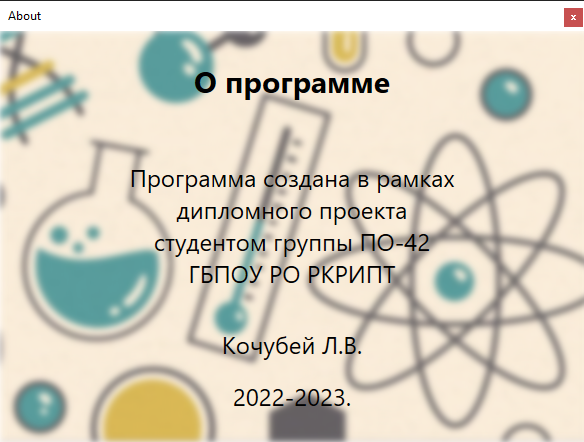 About
x
О программе
Программа создана в рамках
дипломного проекта
студентом группы ПО-42
ГБПОУ РО РКРИПТ
Кочубей Л.В.
2022-2023.